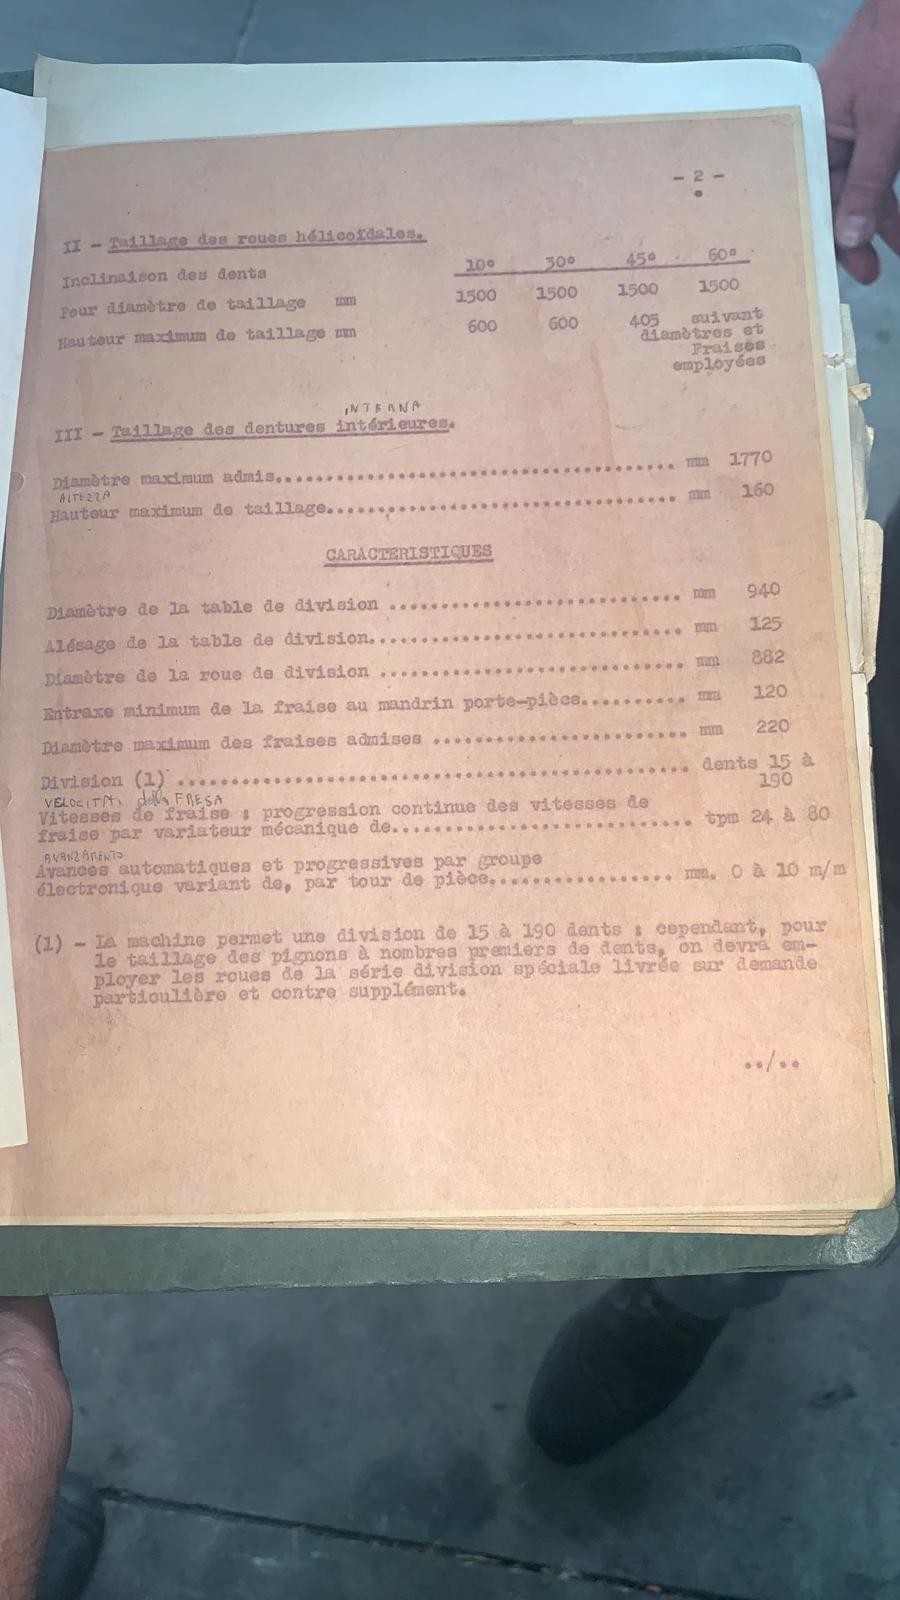 - 2 -
II - Taillage des roues hélicoïdales.
Inclinaison des dents 10° 30° 45° 60°
Pour diamètre de taillage mm 1500 1500 1500 1500
Hauteur maximum de taillage mm 600 600 405 suivant
diamètres et
Fraises
employées
INTERNA
III - Taillage des dentures intérieures.
Diamètre maximum admis........................................ mm 1770
ALTEZZA
Hauteur maximum de taillage................................... mm 160
CARACTERISTIQUES
Diamètre de la table de division .............................. mm 940
Alésage de la table de division................................ mm 125
Diamètre de la roue de division ............................... mm 882
Entraxe minimum de la fraise au mandrin porte-pièce.......... mm 120
Diamètre maximum des fraises admises ......................... mm 220
Division (1) .................................................. dents 15 à
190
VELOCITA' della FRESA
Vitesses de fraise : progression continue des vitesses de
fraise par variateur mécanique de............................. tpm 24 à 80
AVANZAMENTO
Avances automatiques et progressives par groupe
électronique variant de, par tour de pièce................. mm. 0 à 10 m/m
(1) - La machine permet une division de 15 à 190 dents : cependant, pour
le taillage des pignons à nombres premiers de dents, on devra em-
ployer les roues de la série division spéciale livrée sur demande
particulière et contre supplément.
../..